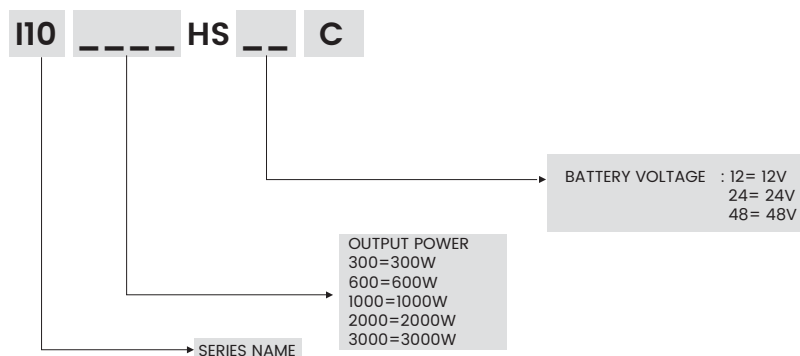 I10 _ _ _ _ HS _ _ C
BATTERY VOLTAGE : 12= 12V
24= 24V
48= 48V
OUTPUT POWER
300=300W
600=600W
1000=1000W
2000=2000W
3000=3000W
SERIES NAME